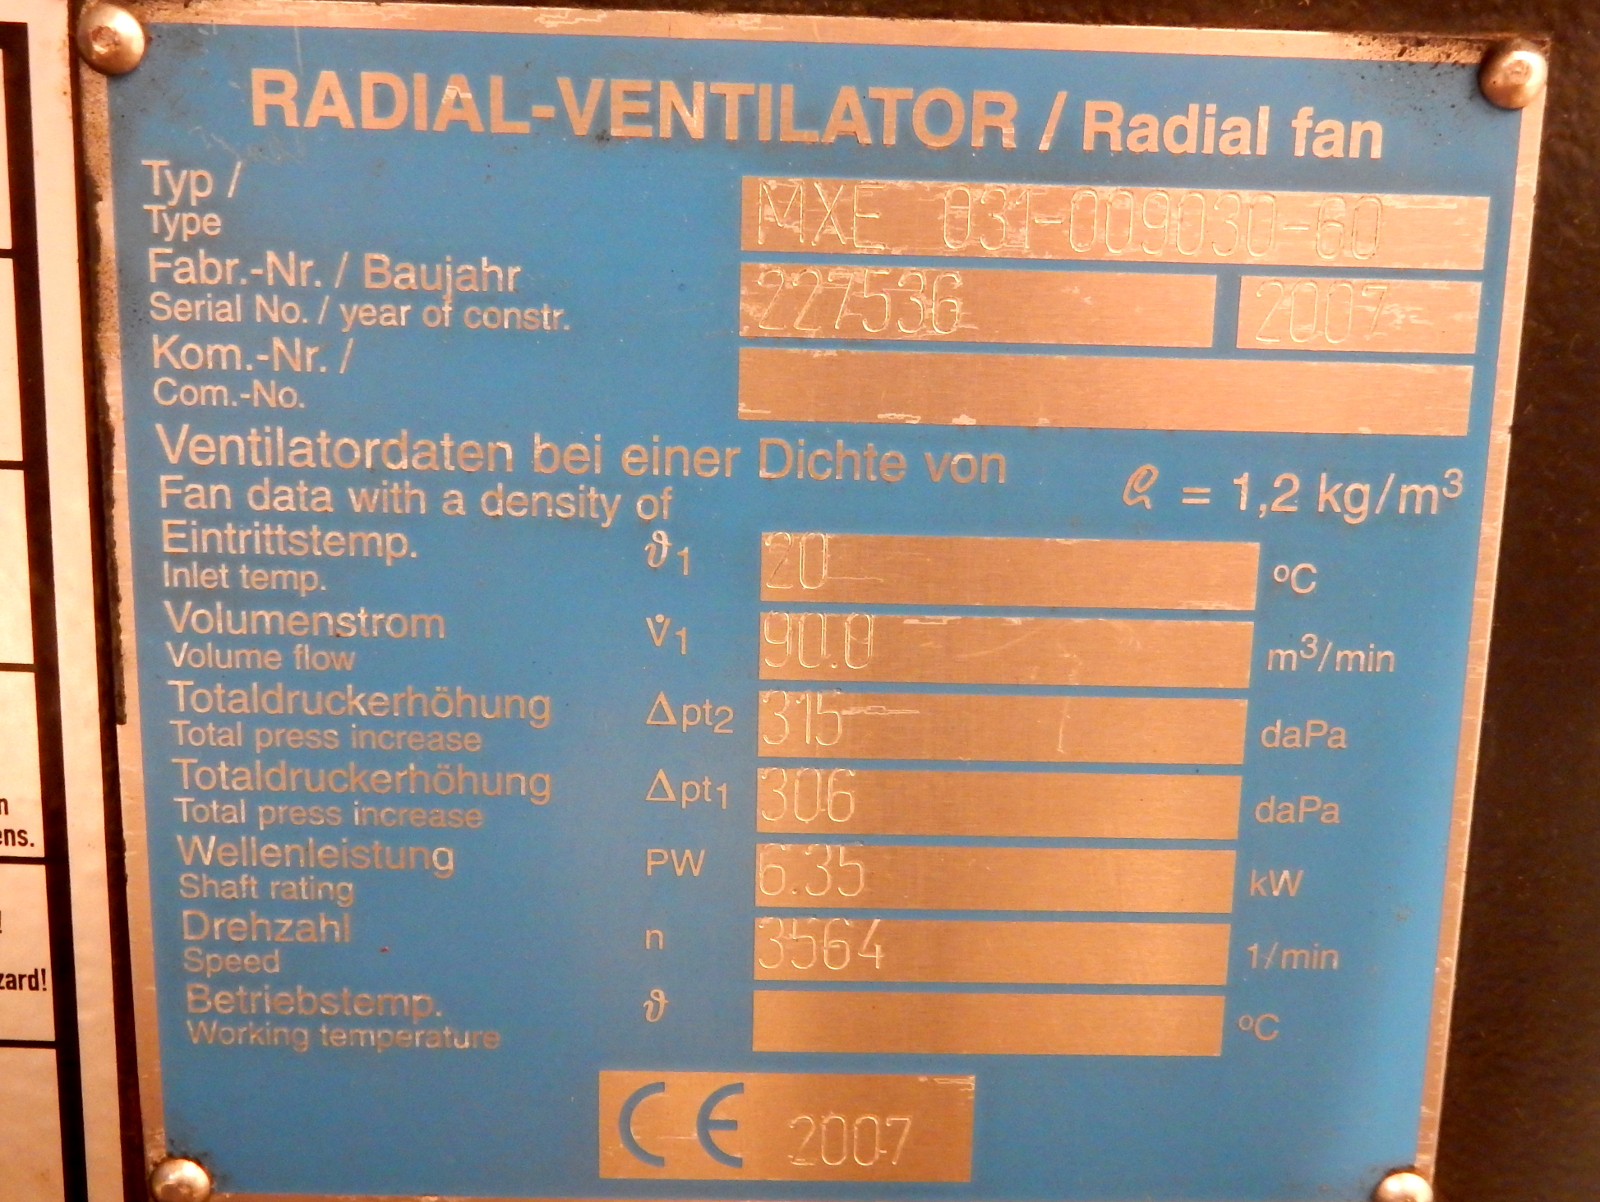 RADIAL-VENTILATOR / Radial fan
Typ / MXE 031-009030-60
Type
Fabr.-Nr. / Baujahr 227536 2007
Serial No. / year of constr.
Kom.-Nr. /
Com.-No.
Ventilatordaten bei einer Dichte von ϱ = 1,2 kg/m³
Fan data with a density of
Eintrittstemp. ϑ1 20 °C
Inlet temp.
Volumenstrom V̇1 90.0 m³/min
Volume flow
Totaldruckerhöhung Δpt2 315 daPa
Total press increase
Totaldruckerhöhung Δpt1 306 daPa
Total press increase
Wellenleistung PW 6.35 kW
Shaft rating
Drehzahl n 3564 1/min
Speed
Betriebstemp. ϑ °C
Working temperature
CE 2007
ens.
zard!